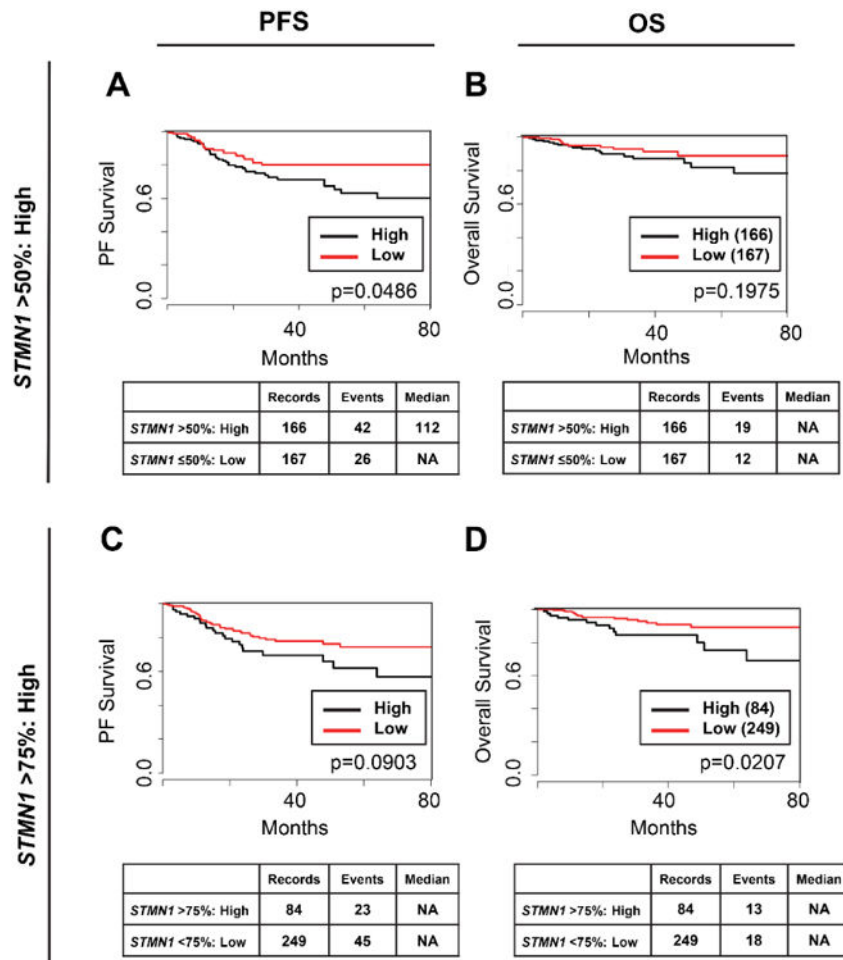 PFS
OS
STMN1 >50%: High
A
PF Survival
0.6
0.0
High
Low
p=0.0486
40
80
Months
Records Events Median
STMN1 >50%: High 166 42 112
STMN1 ≤50%: Low 167 26 NA
B
Overall Survival
0.6
0.0
High (166)
Low (167)
p=0.1975
40
80
Months
Records Events Median
STMN1 >50%: High 166 19 NA
STMN1 ≤50%: Low 167 12 NA
STMN1 >75%: High
C
PF Survival
0.6
0.0
High
Low
p=0.0903
40
80
Months
Records Events Median
STMN1 >75%: High 84 23 NA
STMN1 <75%: Low 249 45 NA
D
Overall Survival
0.6
0.0
High (84)
Low (249)
p=0.0207
40
80
Months
Records Events Median
STMN1 >75%: High 84 13 NA
STMN1 <75%: Low 249 18 NA